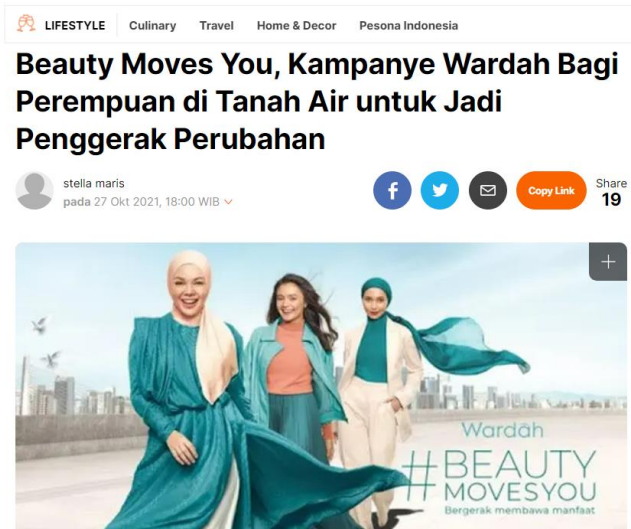 LIFESTYLE Culinary Travel Home & Decor Pesona Indonesia
Beauty Moves You, Kampanye Wardah Bagi
Perempuan di Tanah Air untuk Jadi
Penggerak Perubahan
stella maris
pada 27 Okt 2021, 18:00 WIB
Copy Link
Share
19
Wardah
#BEAUTY
MOVESYOU
Bergerak membawa manfaat